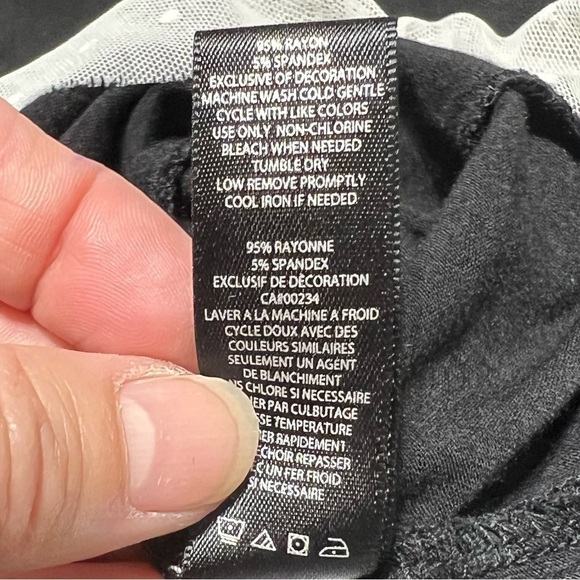 95% RAYON
5% SPANDEX
EXCLUSIVE OF DECORATION
MACHINE WASH COLD GENTLE
CYCLE WITH LIKE COLORS
USE ONLY NON-CHLORINE
BLEACH WHEN NEEDED
TUMBLE DRY
LOW REMOVE PROMPTLY
COOL IRON IF NEEDED
95% RAYONNE
5% SPANDEX
EXCLUSIF DE DÉCORATION
CA#00234
LAVER A LA MACHINE A FROID
CYCLE DOUX AVEC DES
COULEURS SIMILAIRES
SEULEMENT UN AGENT
DE BLANCHIMENT
CHLORE SI NECESSAIRE
PAR CULBUTAGE
TEMPERATURE
RAPIDEMENT
REPASSER
UN FER FROID
SI NECESSAIRE